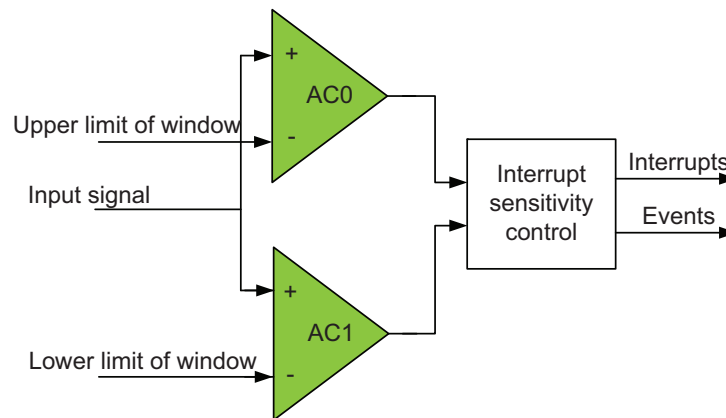 +
AC0
Upper limit of window
-
Input signal
Interrupt
sensitivity
control
Interrupts
Events
+
AC1
Lower limit of window
-